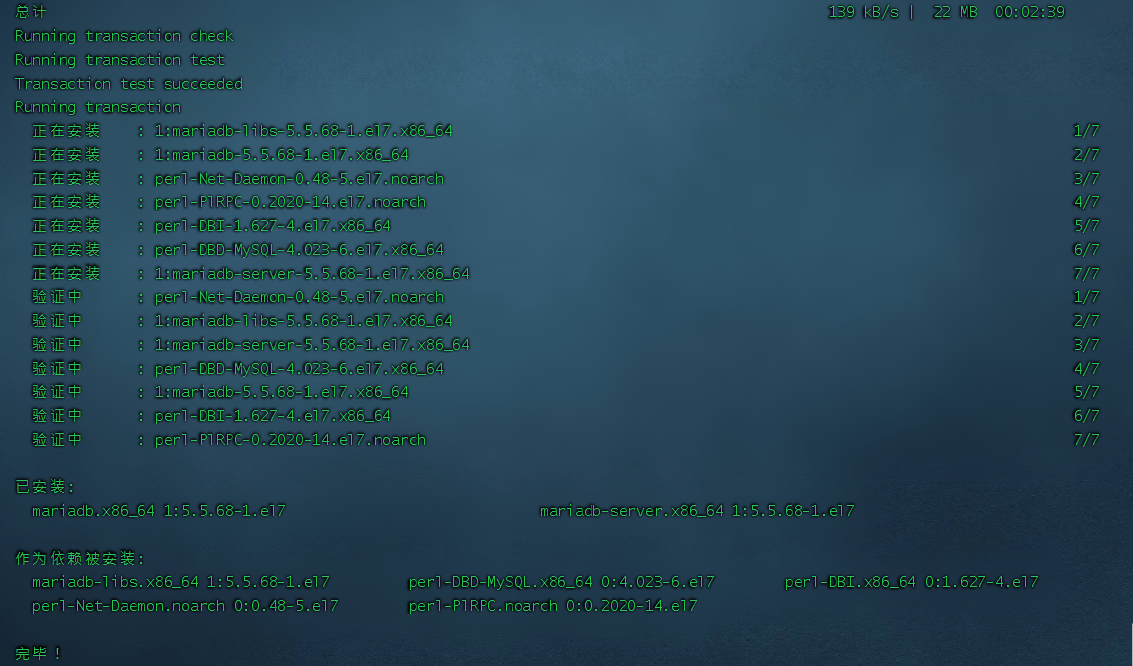 总计 139 kB/s | 22 MB 00:02:39
Running transaction check
Running transaction test
Transaction test succeeded
Running transaction
正在安装 : 1:mariadb-libs-5.5.68-1.el7.x86_64 1/7
正在安装 : 1:mariadb-5.5.68-1.el7.x86_64 2/7
正在安装 : perl-Net-Daemon-0.48-5.el7.noarch 3/7
正在安装 : perl-PlRPC-0.2020-14.el7.noarch 4/7
正在安装 : perl-DBI-1.627-4.el7.x86_64 5/7
正在安装 : perl-DBD-MySQL-4.023-6.el7.x86_64 6/7
正在安装 : 1:mariadb-server-5.5.68-1.el7.x86_64 7/7
验证中 : perl-Net-Daemon-0.48-5.el7.noarch 1/7
验证中 : 1:mariadb-libs-5.5.68-1.el7.x86_64 2/7
验证中 : 1:mariadb-server-5.5.68-1.el7.x86_64 3/7
验证中 : perl-DBD-MySQL-4.023-6.el7.x86_64 4/7
验证中 : 1:mariadb-5.5.68-1.el7.x86_64 5/7
验证中 : perl-DBI-1.627-4.el7.x86_64 6/7
验证中 : perl-PlRPC-0.2020-14.el7.noarch 7/7
已安装:
mariadb.x86_64 1:5.5.68-1.el7 mariadb-server.x86_64 1:5.5.68-1.el7
作为依赖被安装:
mariadb-libs.x86_64 1:5.5.68-1.el7 perl-DBD-MySQL.x86_64 0:4.023-6.el7 perl-DBI.x86_64 0:1.627-4.el7
perl-Net-Daemon.noarch 0:0.48-5.el7 perl-PlRPC.noarch 0:0.2020-14.el7
完毕！